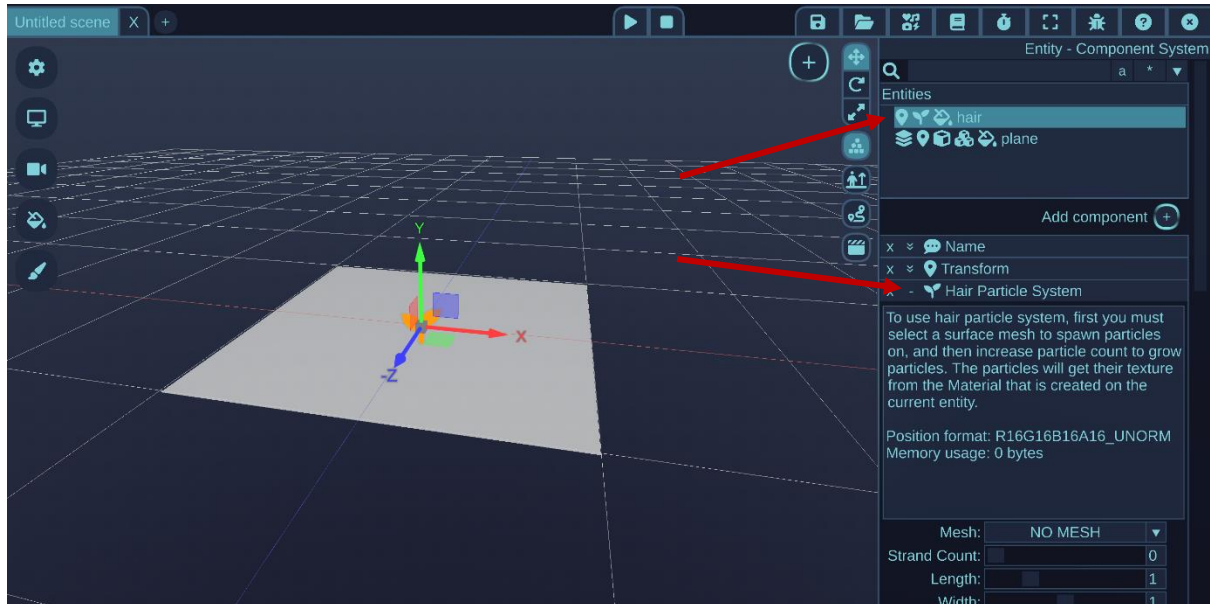 Untitled scene X +
Entity - Component System
a * ▼
Entities
hair
plane
Add component +
x Name
x Transform
x - Hair Particle System
To use hair particle system, first you must
select a surface mesh to spawn particles
on, and then increase particle count to grow
particles. The particles will get their texture
from the Material that is created on the
current entity.
Position format: R16G16B16A16_UNORM
Memory usage: 0 bytes
Mesh: NO MESH ▼
Strand Count: 0
Length: 1
Width: 1
Y
X
-Z